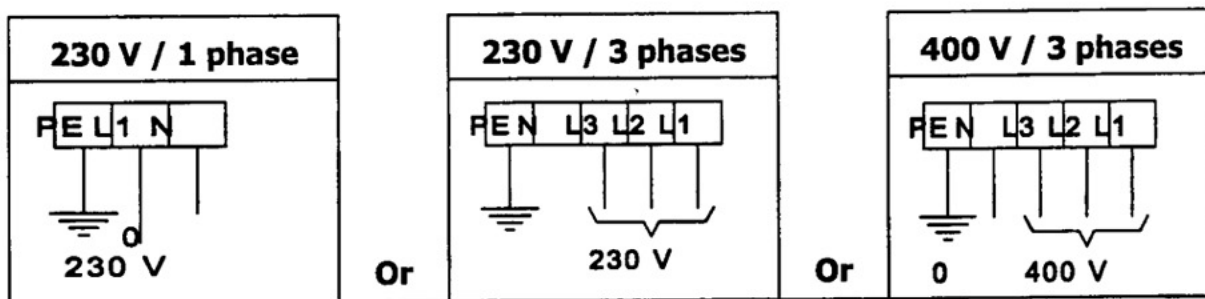 230 V / 1 phase
PE L1 N
0
230 V
Or
230 V / 3 phases
PE N L3 L2 L1
230 V
Or
400 V / 3 phases
PE N L3 L2 L1
0 400 V